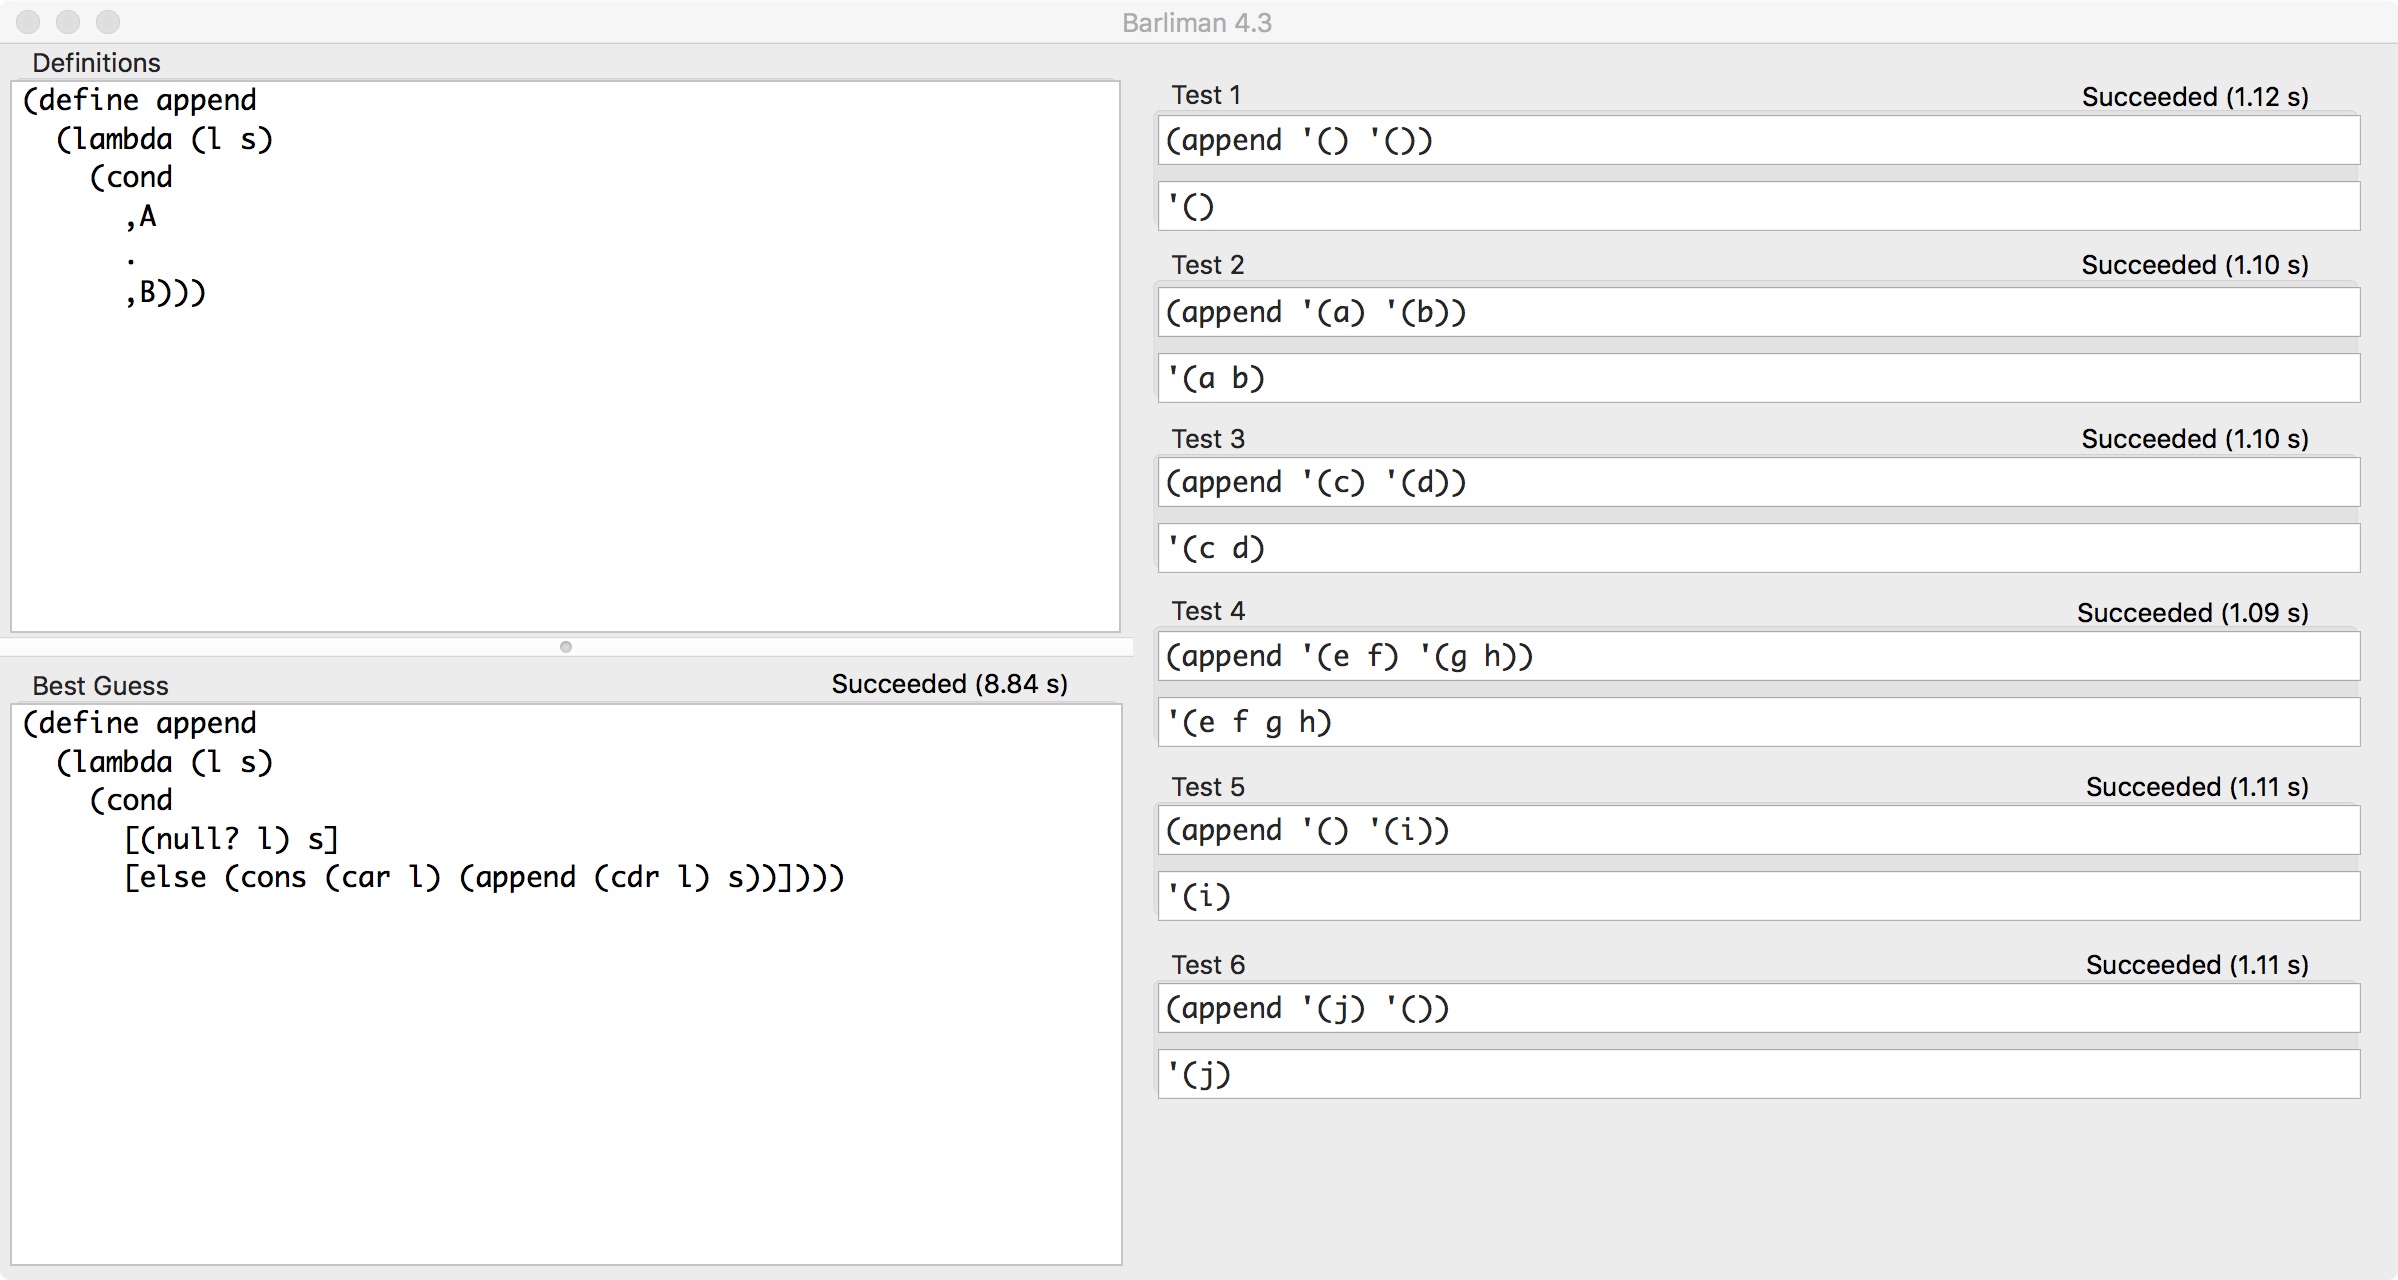 Barliman 4.3
Definitions
(define append
  (lambda (l s)
    (cond
      ,A
      .
      ,B)))
Best Guess
Succeeded (8.84 s)
(define append
  (lambda (l s)
    (cond
      [(null? l) s]
      [else (cons (car l) (append (cdr l) s))])))
Test 1
Succeeded (1.12 s)
(append '() '())
'()
Test 2
Succeeded (1.10 s)
(append '(a) '(b))
'(a b)
Test 3
Succeeded (1.10 s)
(append '(c) '(d))
'(c d)
Test 4
Succeeded (1.09 s)
(append '(e f) '(g h))
'(e f g h)
Test 5
Succeeded (1.11 s)
(append '() '(i))
'(i)
Test 6
Succeeded (1.11 s)
(append '(j) '())
'(j)